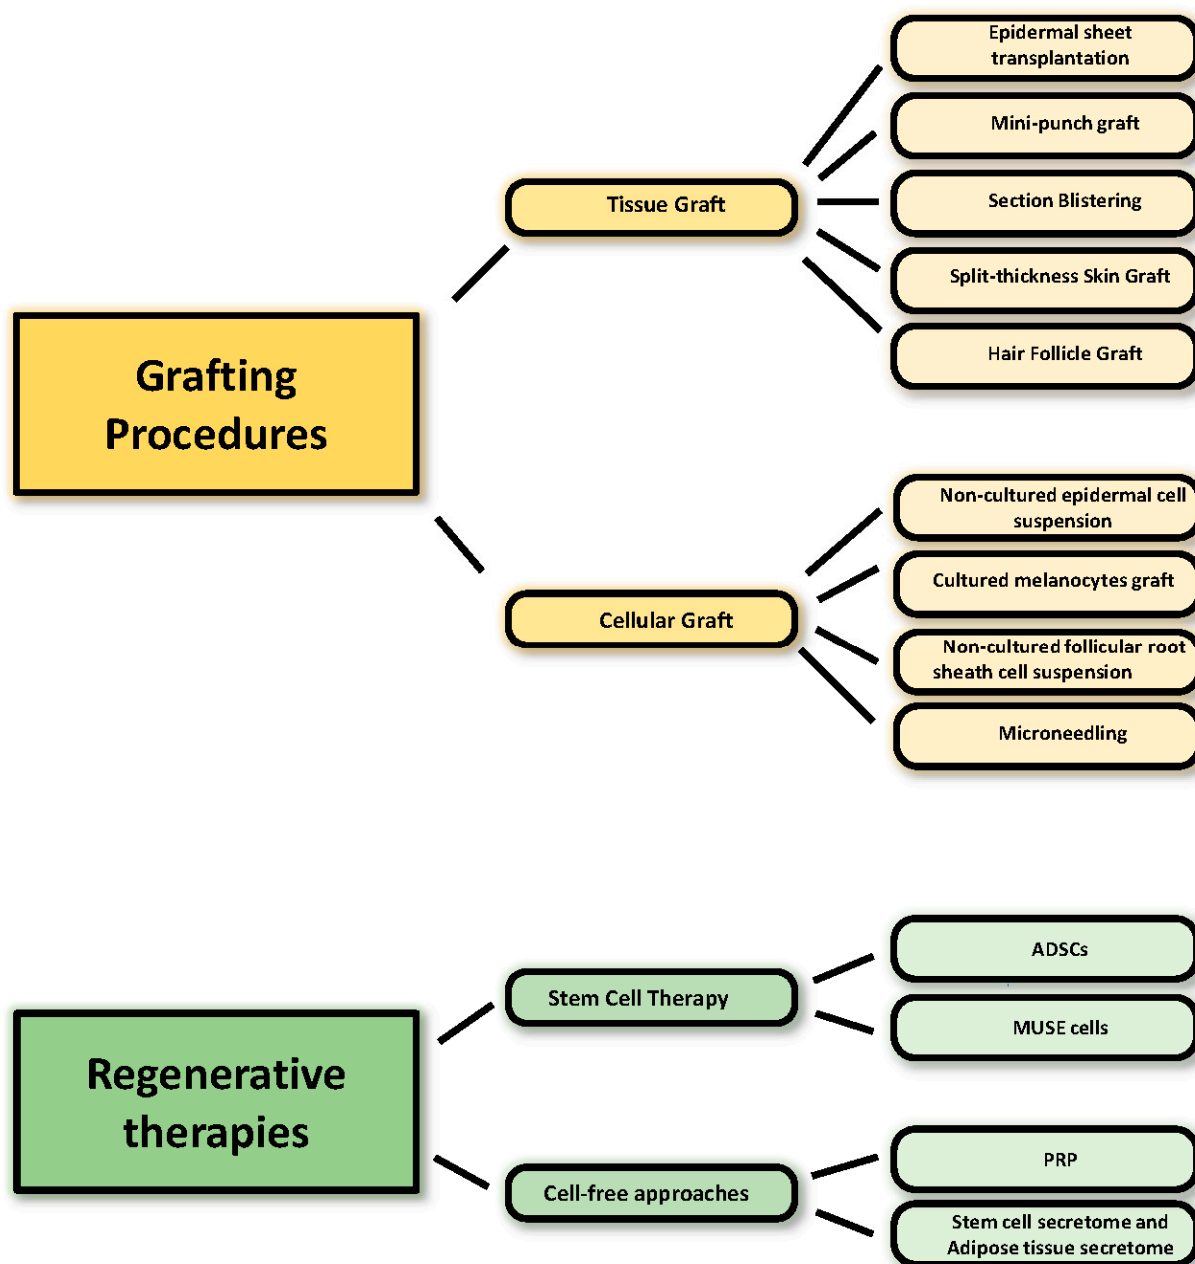 Grafting
Procedures
Tissue Graft
Epidermal sheet
transplantation
Mini-punch graft
Section Blistering
Split-thickness Skin Graft
Hair Follicle Graft
Cellular Graft
Non-cultured epidermal cell
suspension
Cultured melanocytes graft
Non-cultured follicular root
sheath cell suspension
Microneedling
Regenerative
therapies
Stem Cell Therapy
ADSCs
MUSE cells
Cell-free approaches
PRP
Stem cell secretome and
Adipose tissue secretome